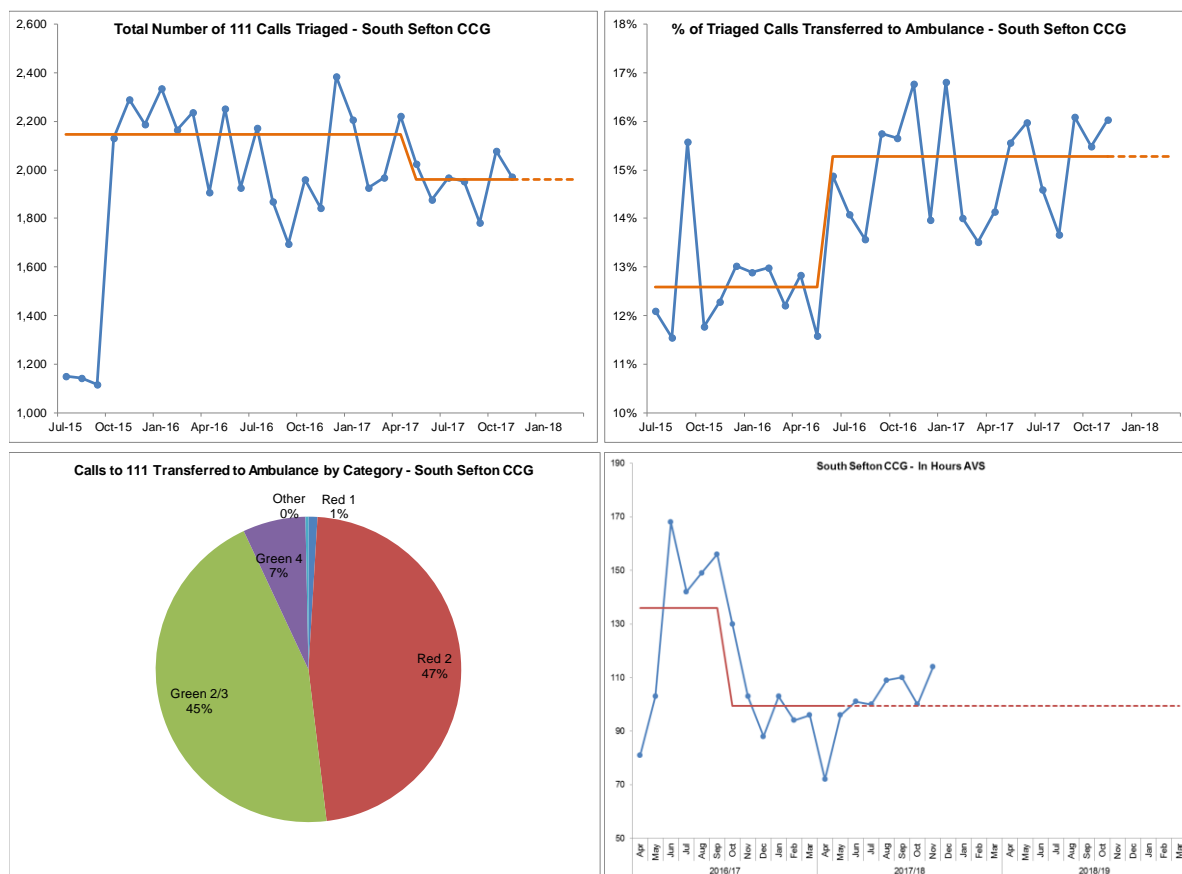 Total Number of 111 Calls Triaged - South Sefton CCG
2,600
2,400
2,200
2,000
1,800
1,600
1,400
1,200
1,000
Jul-15 Oct-15 Jan-16 Apr-16 Jul-16 Oct-16 Jan-17 Apr-17 Jul-17 Oct-17 Jan-18
% of Triaged Calls Transferred to Ambulance - South Sefton CCG
18%
17%
16%
15%
14%
13%
12%
11%
10%
Jul-15 Oct-15 Jan-16 Apr-16 Jul-16 Oct-16 Jan-17 Apr-17 Jul-17 Oct-17 Jan-18
Calls to 111 Transferred to Ambulance by Category - South Sefton CCG
Other
0%
Red 1
1%
Green 4
7%
Red 2
47%
Green 2/3
45%
South Sefton CCG - In Hours AVS
190
170
150
130
110
90
70
50
Apr May Jun Jul Aug Sep Oct Nov Dec Jan Feb Mar Apr May Jun Jul Aug Sep Oct Nov Dec Jan Feb Mar Apr May Jun Jul Aug Sep Oct Nov Dec Jan Feb Mar
2016/17 2017/18 2018/19